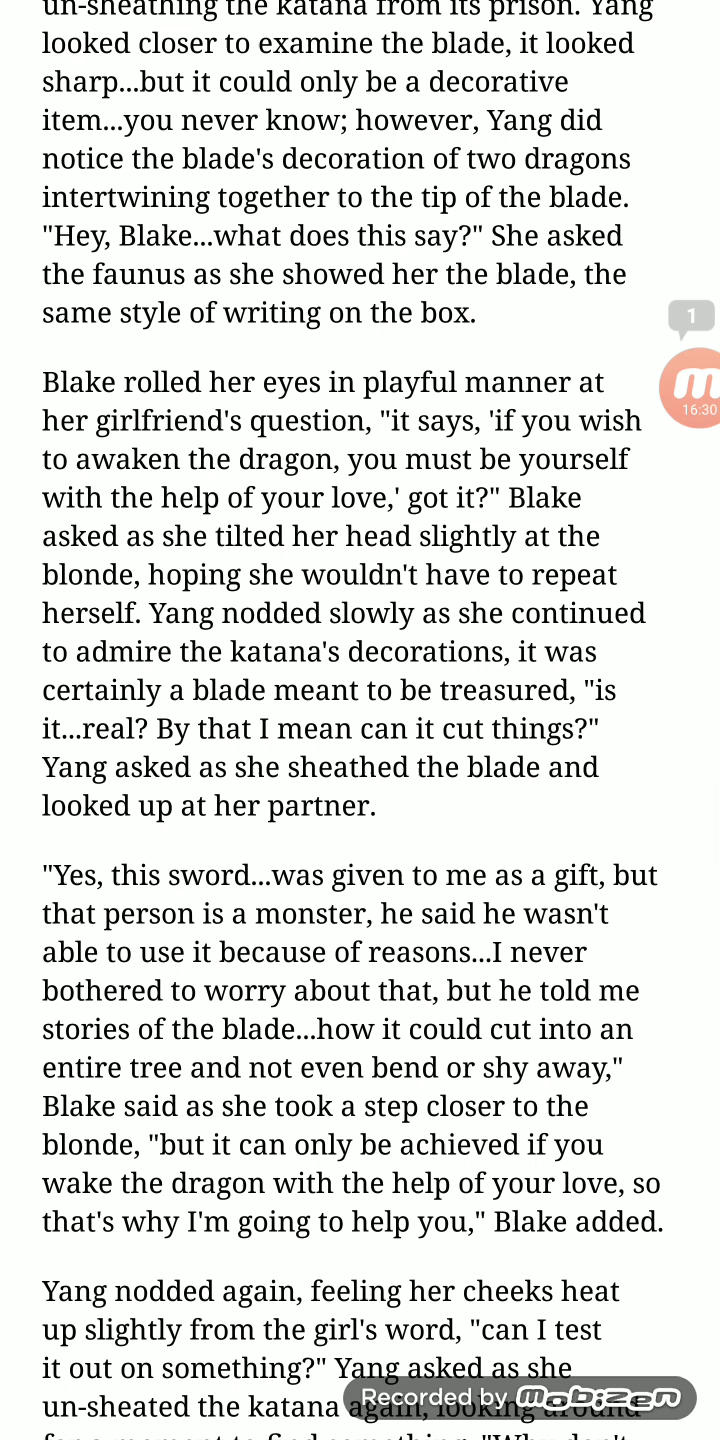 un-sheathing the katana from its prison. Yang
looked closer to examine the blade, it looked
sharp...but it could only be a decorative
item...you never know; however, Yang did
notice the blade's decoration of two dragons
intertwining together to the tip of the blade.
"Hey, Blake...what does this say?" She asked
the faunus as she showed her the blade, the
same style of writing on the box.
1
Blake rolled her eyes in playful manner at
her girlfriend's question, "it says, 'if you wish
16:30
to awaken the dragon, you must be yourself
with the help of your love,' got it?" Blake
asked as she tilted her head slightly at the
blonde, hoping she wouldn't have to repeat
herself. Yang nodded slowly as she continued
to admire the katana's decorations, it was
certainly a blade meant to be treasured, "is
it...real? By that I mean can it cut things?"
Yang asked as she sheathed the blade and
looked up at her partner.
"Yes, this sword...was given to me as a gift, but
that person is a monster, he said he wasn't
able to use it because of reasons...I never
bothered to worry about that, but he told me
stories of the blade...how it could cut into an
entire tree and not even bend or shy away,"
Blake said as she took a step closer to the
blonde, "but it can only be achieved if you
wake the dragon with the help of your love, so
that's why I'm going to help you," Blake added.
Yang nodded again, feeling her cheeks heat
up slightly from the girl's word, "can I test
it out on something?" Yang asked as she
un-sheated the katana again, looking around
Recorded by Mobizen